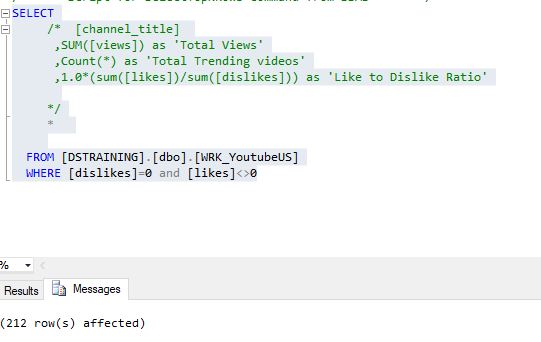 SELECT
/* [channel_title]
,SUM([views]) as 'Total Views'
,Count(*) as 'Total Trending videos'
,1.0*(sum([likes])/sum([dislikes])) as 'Like to Dislike Ratio'
*/
*
FROM [DSTRAINING].[dbo].[WRK_YoutubeUS]
WHERE [dislikes]=0 and [likes]<>0
%
Results Messages
(212 row(s) affected)